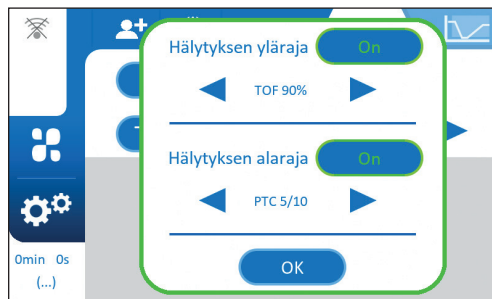 Hälytyksen yläraja On
TOF 90%
Hälytyksen alaraja On
PTC 5/10
OK
0min 0s
(...)